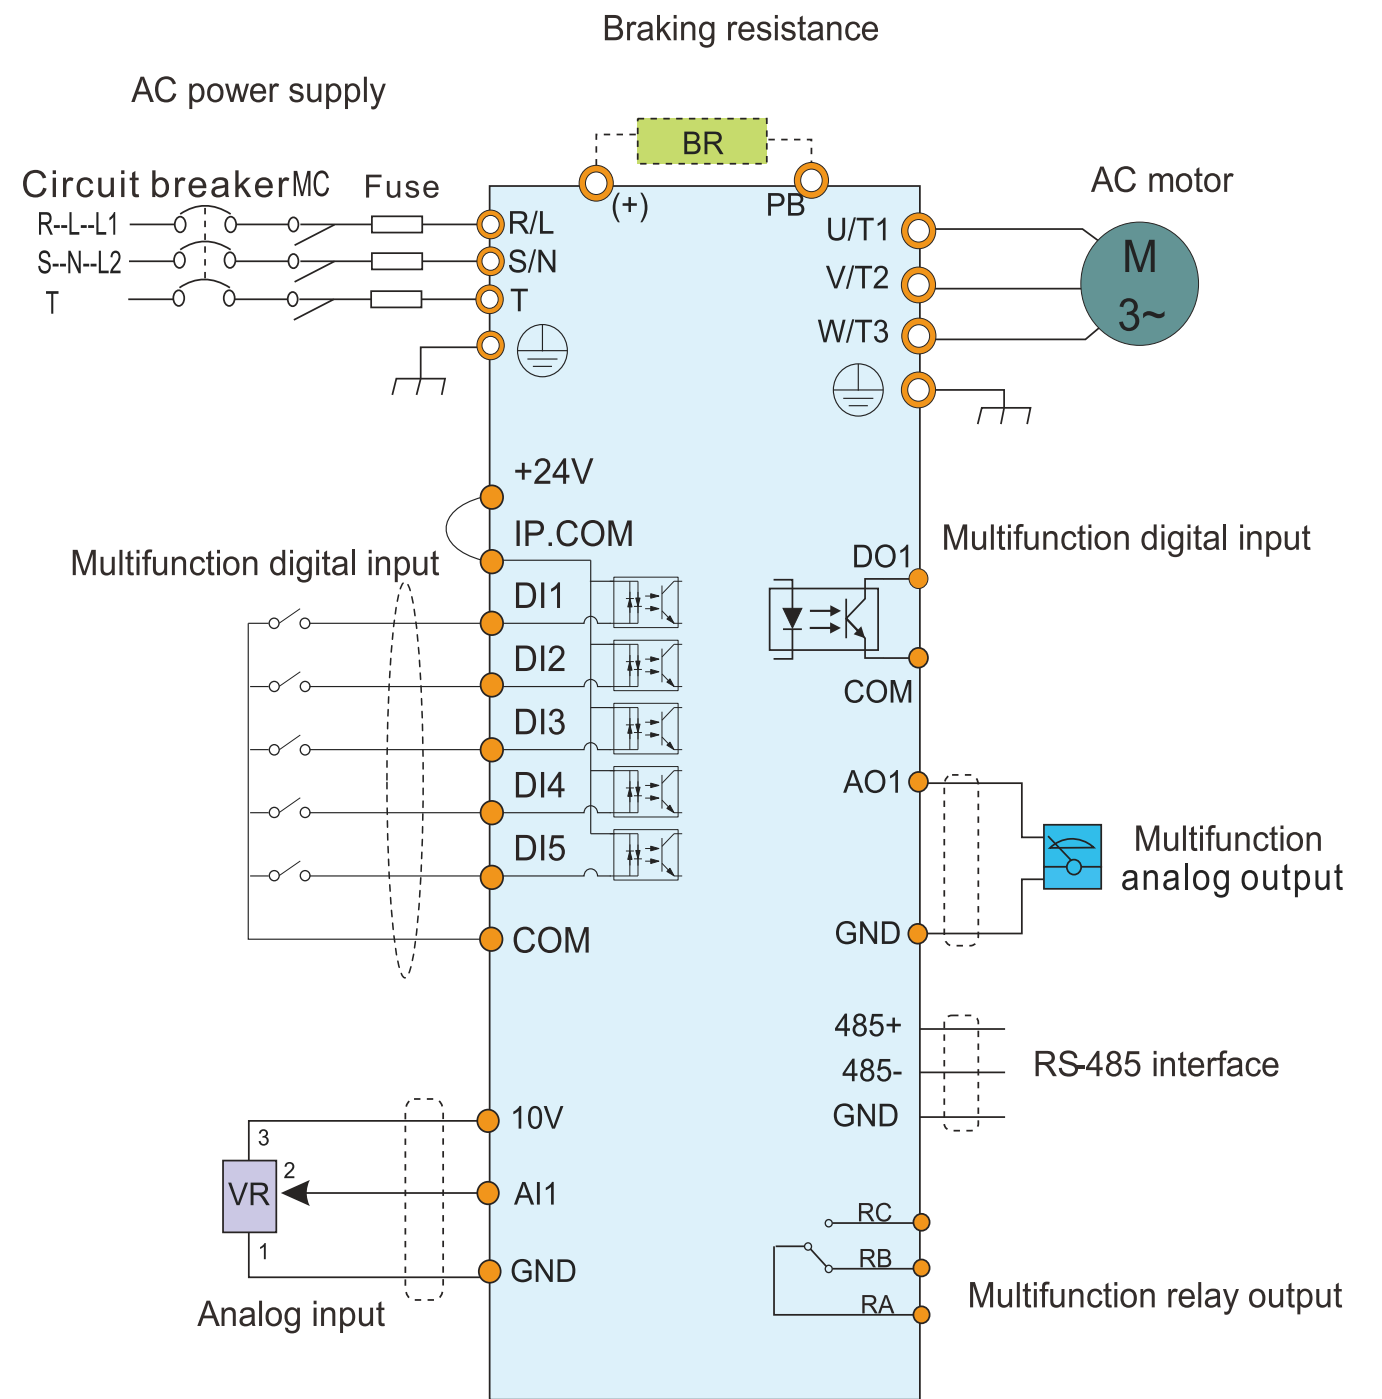 Braking resistance
AC power supply
BR
Circuit breaker MC Fuse
AC motor
(+)
PB
R--L--L1
R/L
U/T1
S--N--L2
S/N
V/T2
M
T
T
W/T3
3~
+24V
IP.COM
Multifunction digital input
DO1
Multifunction digital input
DI1
DI2
COM
DI3
DI4
AO1
DI5
Multifunction
analog output
COM
GND
485+
485-
RS-485 interface
GND
10V
3
2
VR
AI1
1
GND
Analog input
RC
RB
RA
Multifunction relay output